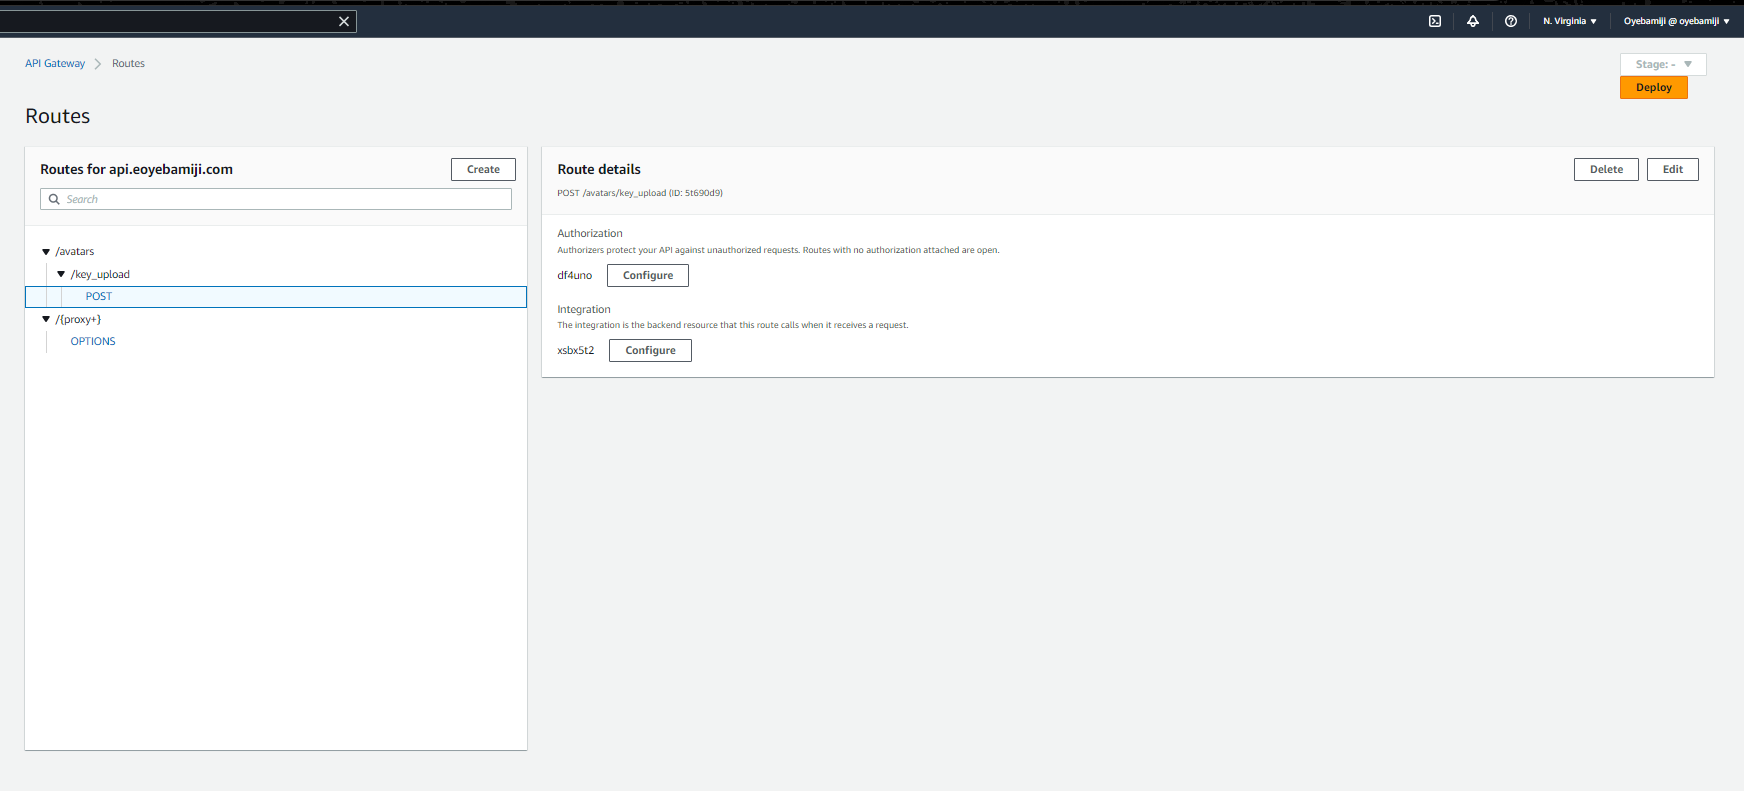 N. Virginia
Oyebamiji @ oyebamiji
API Gateway
Routes
Stage: -
Deploy
Routes
Routes for api.eoyebamiji.com
Create
Search
/avatars
/key_upload
POST
/{proxy+}
OPTIONS
Route details
Delete
Edit
POST /avatars/key_upload (ID: 5t690d9)
Authorization
Authorizers protect your API against unauthorized requests. Routes with no authorization attached are open.
df4uno
Configure
Integration
The integration is the backend resource that this route calls when it receives a request.
xsbx5t2
Configure